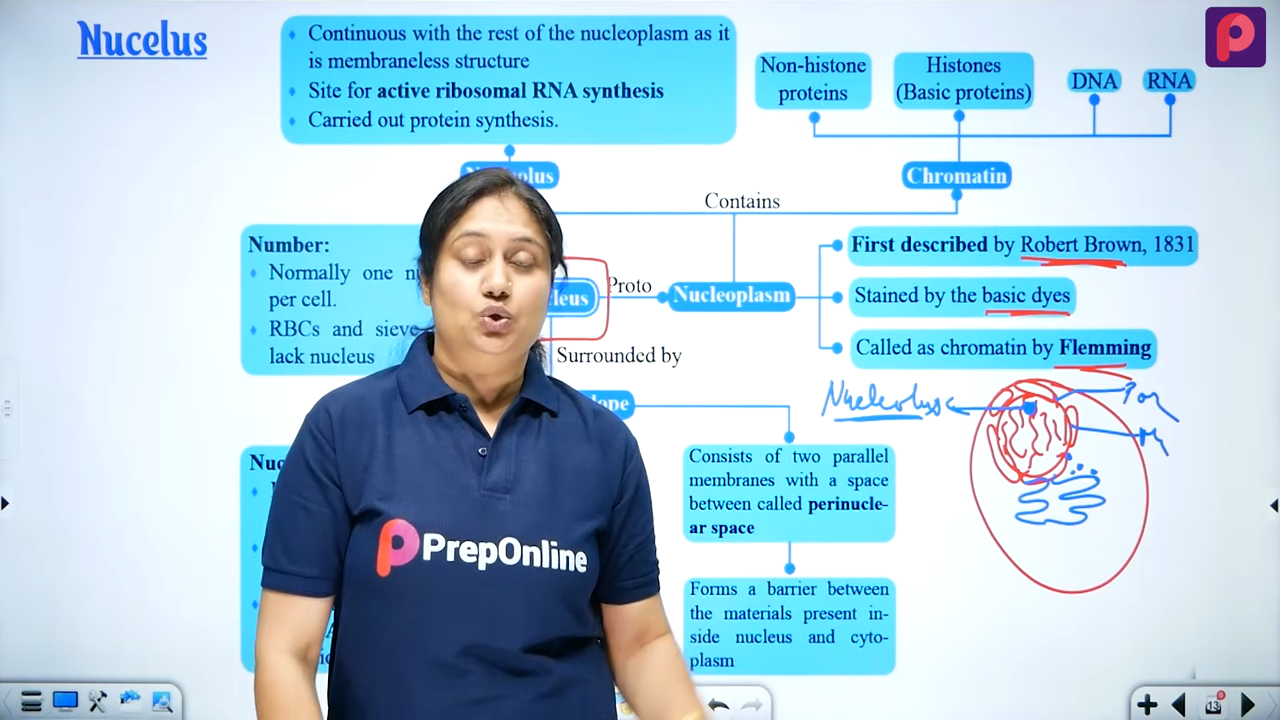 Nucelus
Continuous with the rest of the nucleoplasm as it
is membraneless structure
Site for active ribosomal RNA synthesis
Carried out protein synthesis.
Non-histone
proteins
Histones
(Basic proteins)
DNA
RNA
Chromatin
Contains
Number:
Normally one
per cell.
RBCs and sieve
lack nucleus
Proto
Nucleoplasm
First described by Robert Brown, 1831
Stained by the basic dyes
Called as chromatin by Flemming
Surrounded by
Nucleolus
Consists of two parallel
membranes with a space
between called perinucle-
ar space
Forms a barrier between
the materials present in-
side nucleus and cyto-
plasm
PrepOnline
13